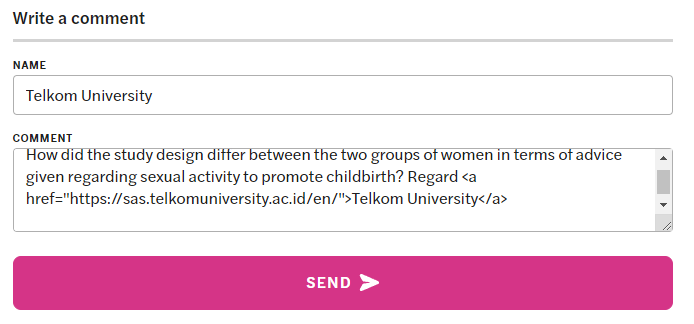 Write a comment
NAME
Telkom University
COMMENT
How did the study design differ between the two groups of women in terms of advice
given regarding sexual activity to promote childbirth? Regard <a
href="https://sas.telkomuniversity.ac.id/en/">Telkom University</a>
SEND